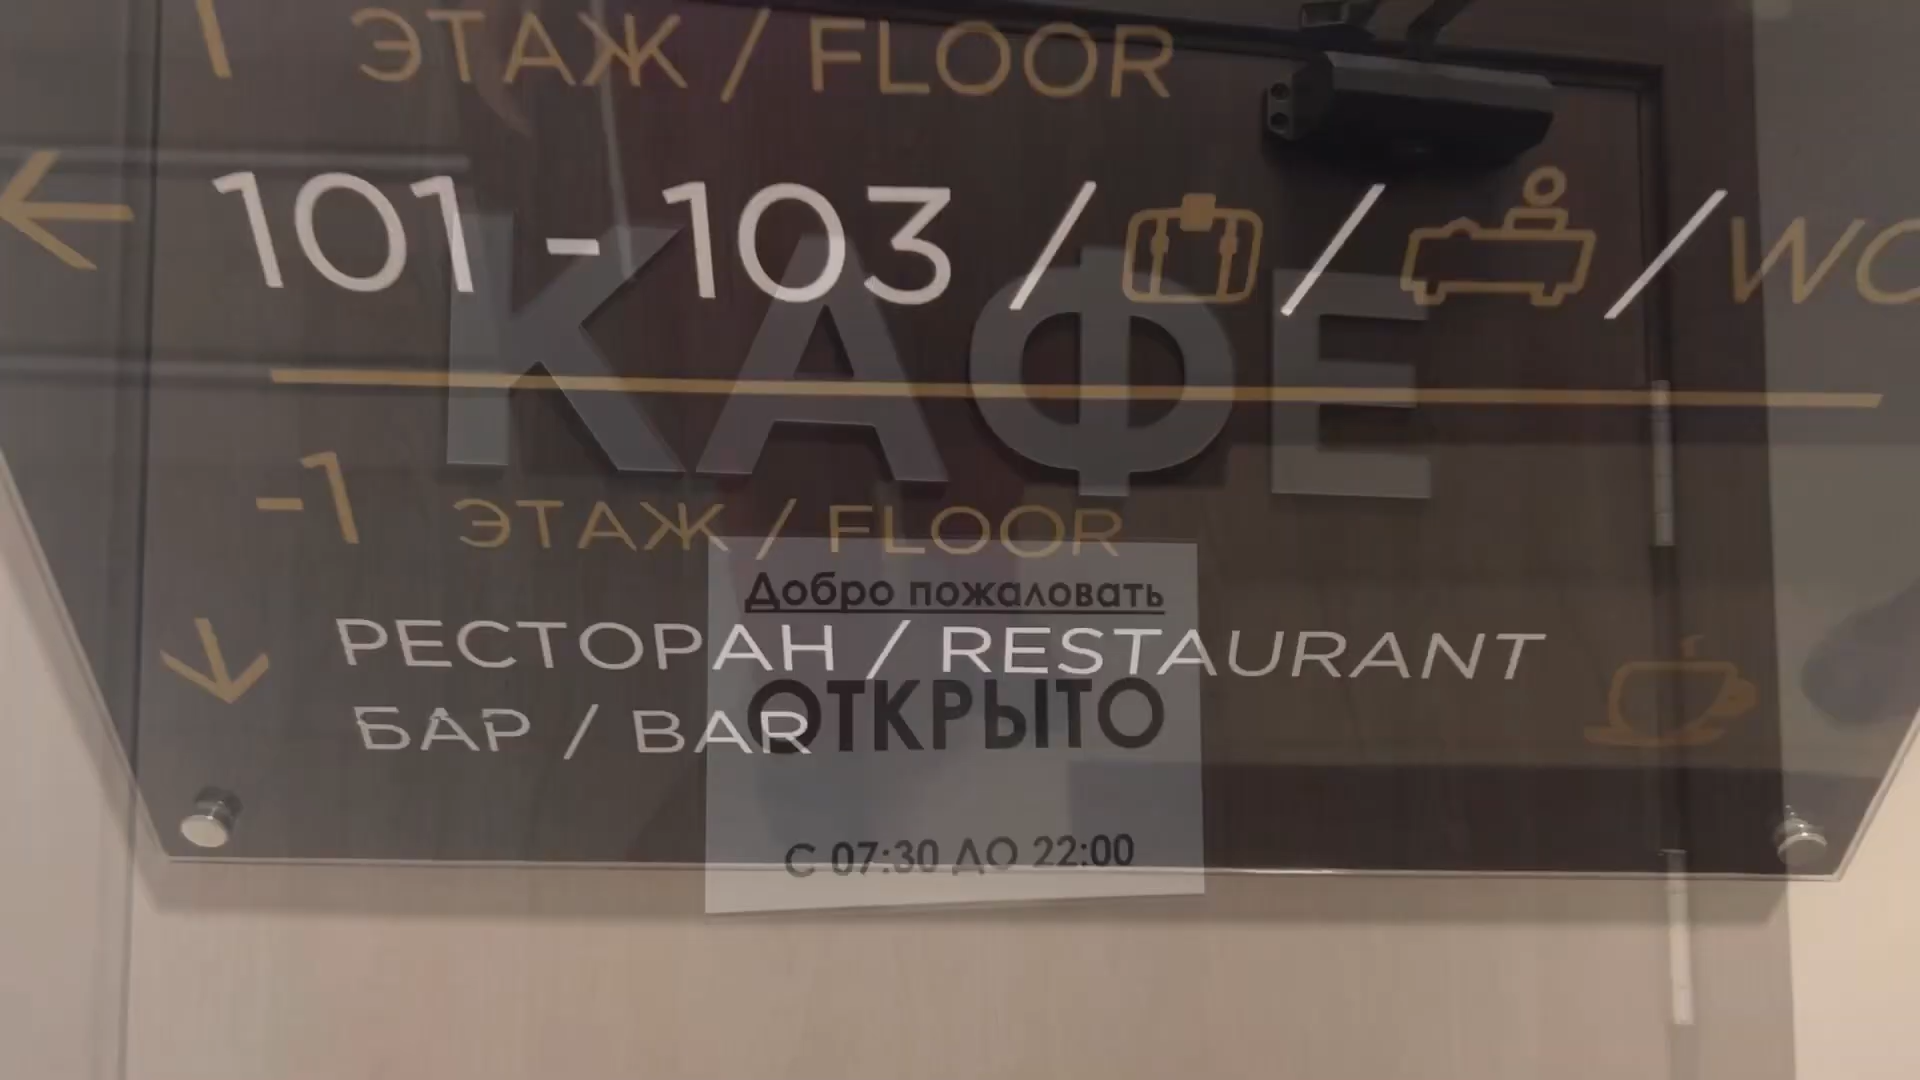 1 ЭТАЖ / FLOOR
101 - 103 / / / WC
КАФЕ
-1 ЭТАЖ / FLOOR
Добро пожаловать
РЕСТОРАН / RESTAURANT
ОТКРЫТО
БАР / BAR
С 07:30 ДО 22:00